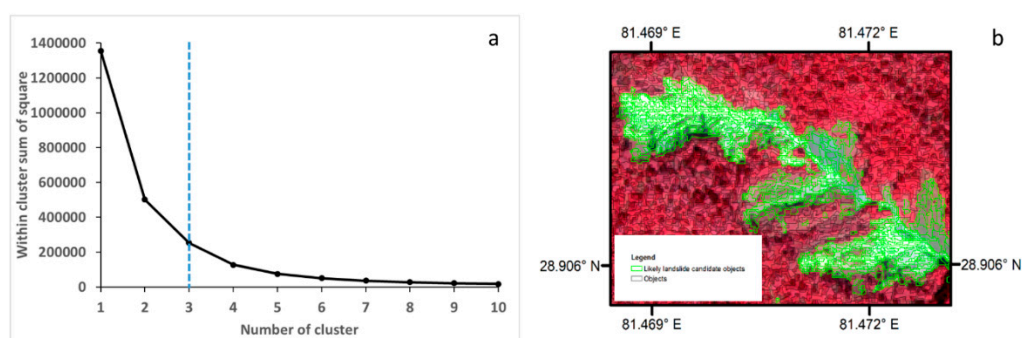 a
1400000
1200000
1000000
800000
600000
400000
200000
0
Within cluster sum of square
1 2 3 4 5 6 7 8 9 10
Number of cluster
b
81.469° E 81.472° E
28.906° N 28.906° N
Legend
Likely landslide candidate objects
Objects
81.469° E 81.472° E